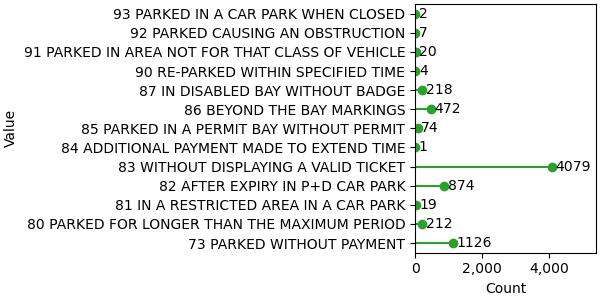 93 PARKED IN A CAR PARK WHEN CLOSED 2
92 PARKED CAUSING AN OBSTRUCTION 7
91 PARKED IN AREA NOT FOR THAT CLASS OF VEHICLE 20
90 RE-PARKED WITHIN SPECIFIED TIME 4
87 IN DISABLED BAY WITHOUT BADGE 218
86 BEYOND THE BAY MARKINGS 472
85 PARKED IN A PERMIT BAY WITHOUT PERMIT 74
84 ADDITIONAL PAYMENT MADE TO EXTEND TIME 1
83 WITHOUT DISPLAYING A VALID TICKET 4079
82 AFTER EXPIRY IN P+D CAR PARK 874
81 IN A RESTRICTED AREA IN A CAR PARK 19
80 PARKED FOR LONGER THAN THE MAXIMUM PERIOD 212
73 PARKED WITHOUT PAYMENT 1126
Value
0 2,000 4,000
Count